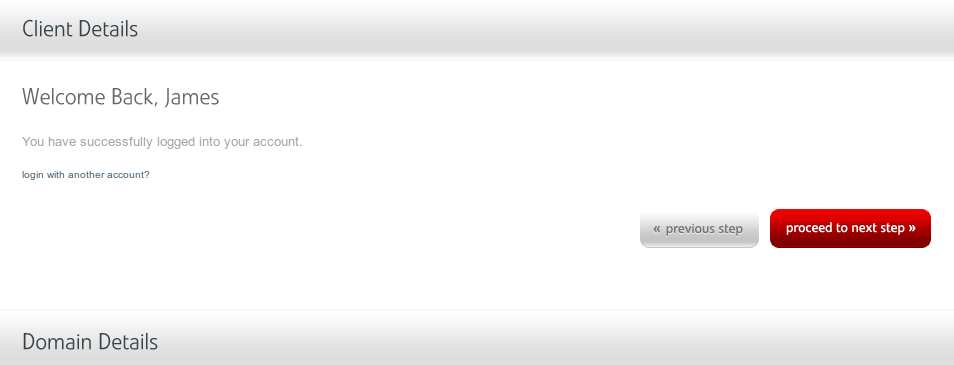 Client Details
Welcome Back, James
You have successfully logged into your account.
login with another account?
« previous step
proceed to next step »
Domain Details